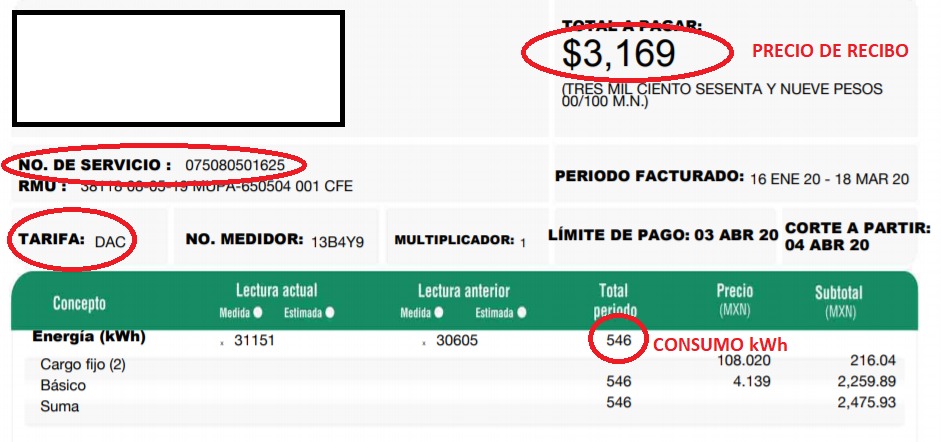 TOTAL A PAGAR:
$3,169
PRECIO DE RECIBO
(TRES MIL CIENTO SESENTA Y NUEVE PESOS
00/100 M.N.)
NO. DE SERVICIO : 075080501625
RMU : 38118 08-05-19 MUPA-650504 001 CFE
PERIODO FACTURADO: 16 ENE 20 - 18 MAR 20
TARIFA: DAC
NO. MEDIDOR: 13B4Y9
MULTIPLICADOR: 1
LÍMITE DE PAGO: 03 ABR 20
CORTE A PARTIR:
04 ABR 20
Concepto
Lectura actual
Medida Estimada
Lectura anterior
Medida Estimada
Total
periodo
Precio
(MXN)
Subtotal
(MXN)
Energía (kWh) x 31151 x 30605 546 CONSUMO kWh
Cargo fijo (2) 108.020 216.04
Básico 546 4.139 2,259.89
Suma 546 2,475.93